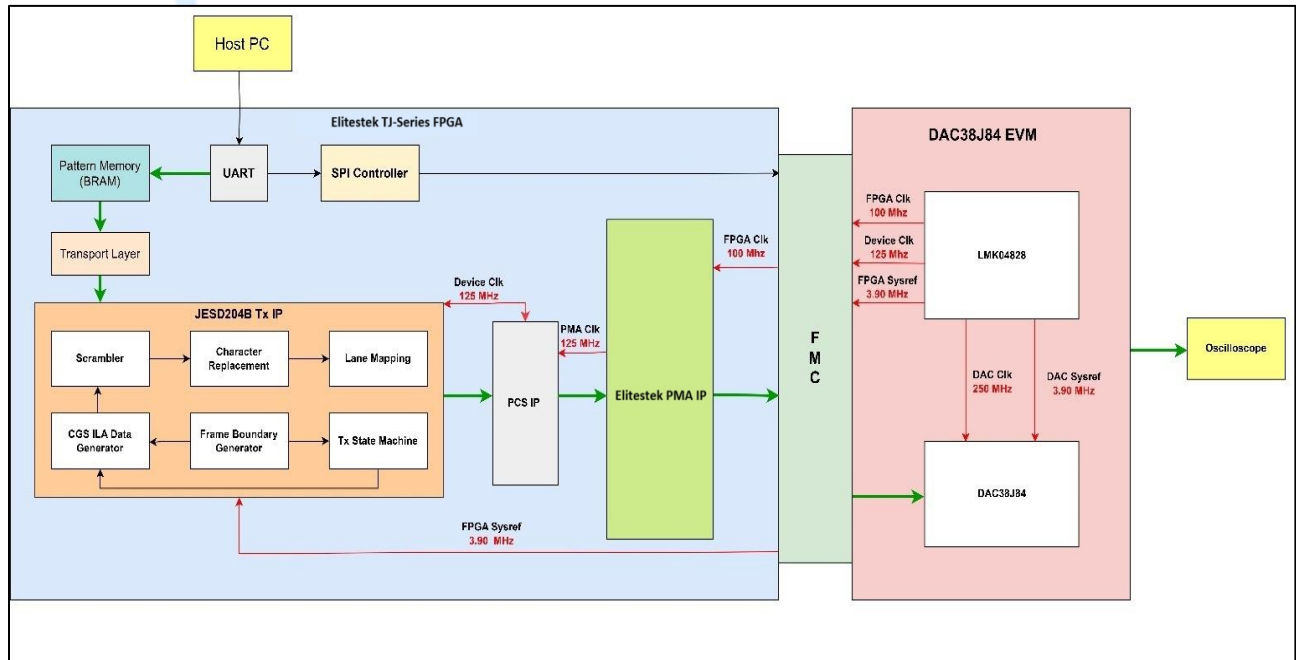 Host PC
Elitestek TJ-Series FPGA
Pattern Memory
(BRAM)
UART
SPI Controller
Transport Layer
JESD204B Tx IP
Scrambler
Character
Replacement
Lane Mapping
CGS ILA Data
Generator
Frame Boundary
Generator
Tx State Machine
Device Clk
125 MHz
PCS IP
PMA Clk
125 MHz
Elitestek PMA IP
FPGA Clk
100 Mhz
FPGA Sysref
3.90 MHz
F
M
C
DAC38J84 EVM
FPGA Clk
100 Mhz
Device Clk
125 MHz
FPGA Sysref
3.90 MHz
LMK04828
DAC Clk
250 MHz
DAC Sysref
3.90 MHz
DAC38J84
Oscilloscope